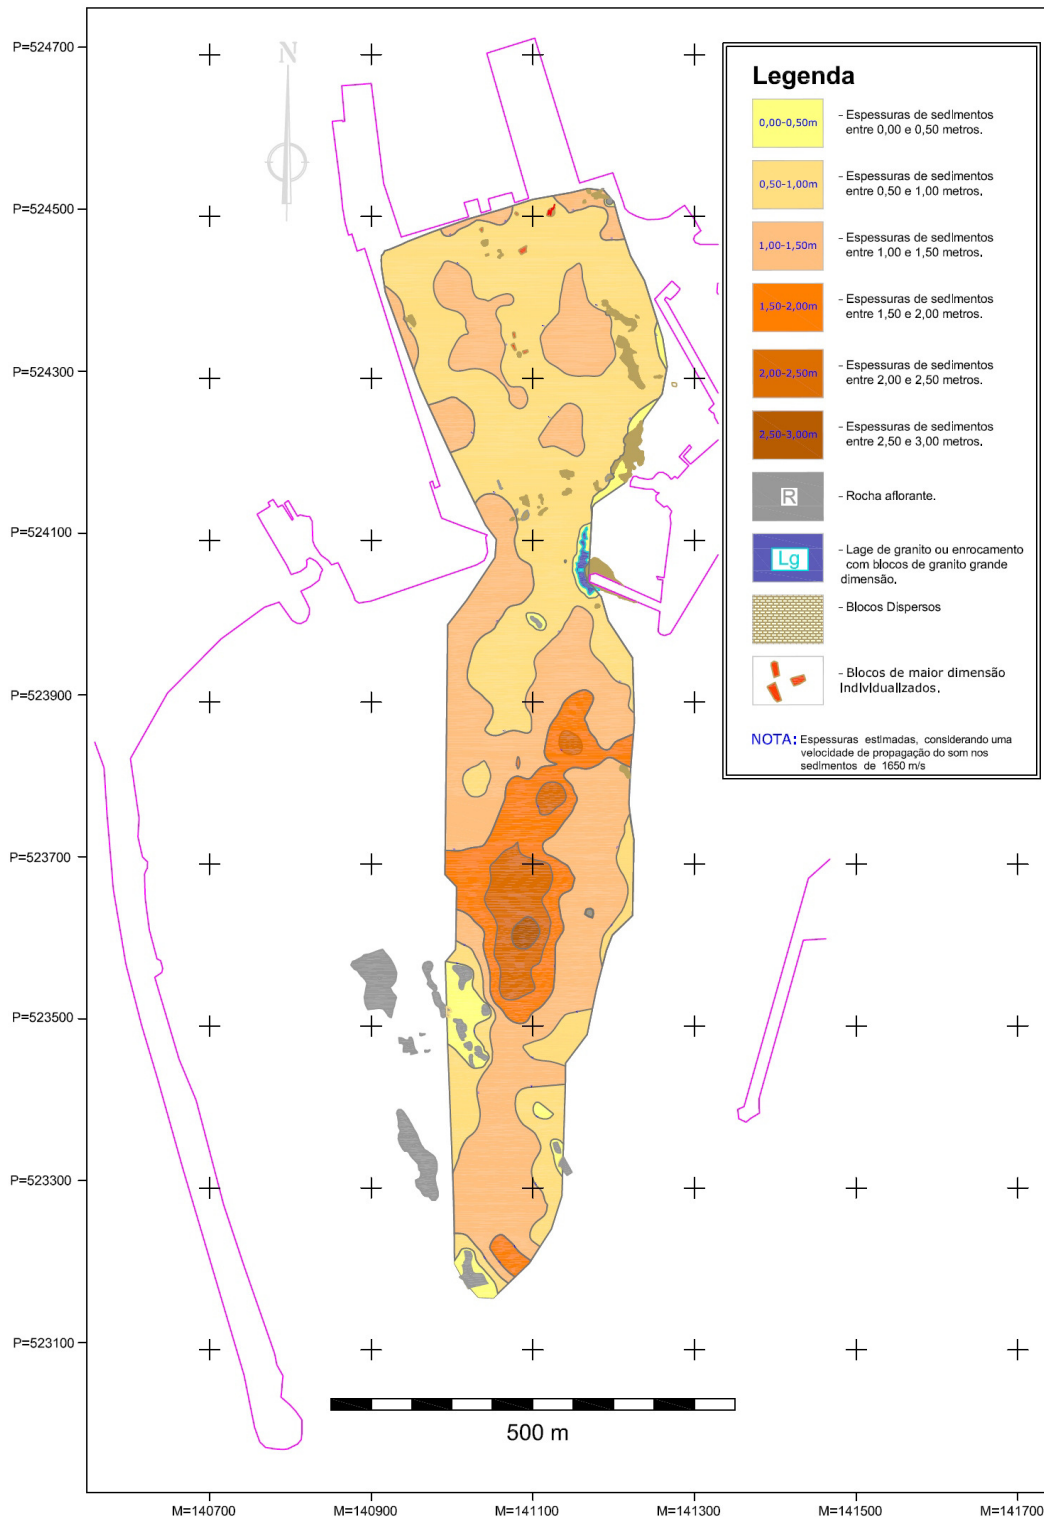 P=524700
P=524500
P=524300
P=524100
P=523900
P=523700
P=523500
P=523300
P=523100
N
Legenda
0,00-0,50m
- Espessuras de sedimentos
entre 0,00 e 0,50 metros.
0,50-1,00m
- Espessuras de sedimentos
entre 0,50 e 1,00 metros.
1,00-1,50m
- Espessuras de sedimentos
entre 1,00 e 1,50 metros.
1,50-2,00m
- Espessuras de sedimentos
entre 1,50 e 2,00 metros.
2,00-2,50m
- Espessuras de sedimentos
entre 2,00 e 2,50 metros.
2,50-3,00m
- Espessuras de sedimentos
entre 2,50 e 3,00 metros.
R
- Rocha aflorante.
Lg
- Lage de granito ou enrocamento
com blocos de granito grande
dimensão.
- Blocos Dispersos
- Blocos de maior dimensão
Individualizados.
NOTA: Espessuras estimadas, considerando uma
velocidade de propagação do som nos
sedimentos de 1650 m/s
500 m
M=140700
M=140900
M=141100
M=141300
M=141500
M=141700